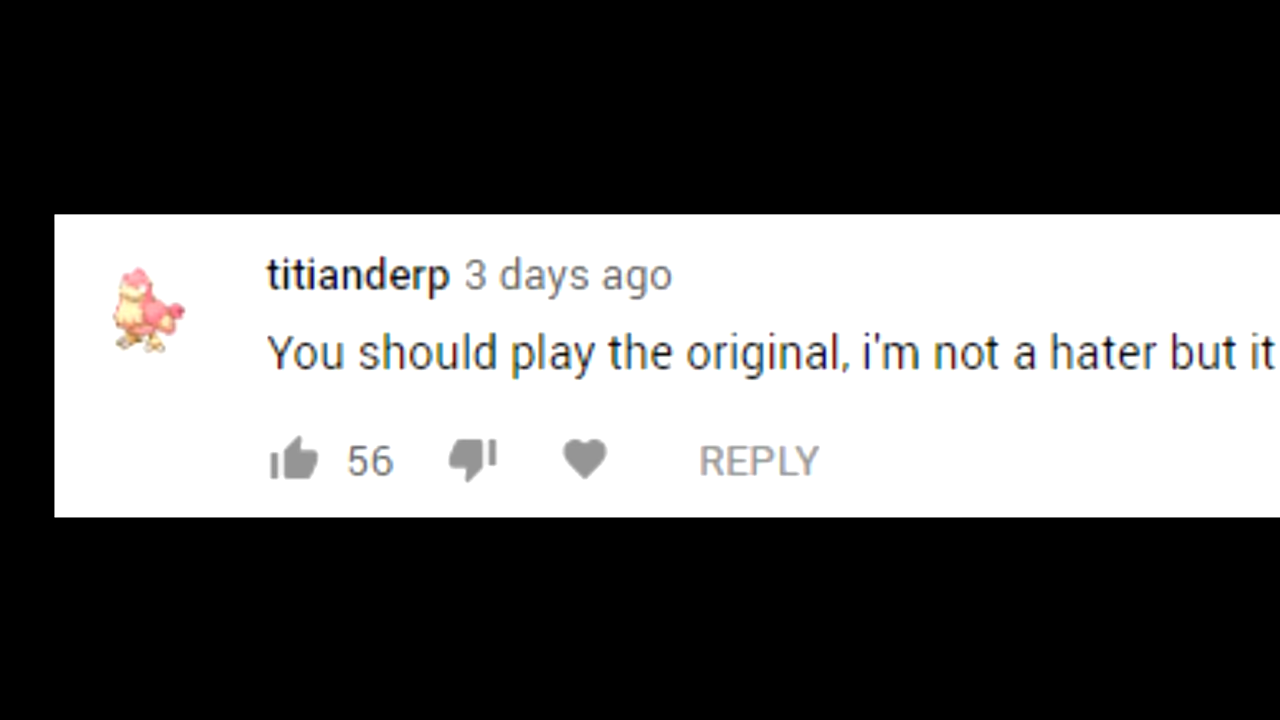 titianderp 3 days ago
You should play the original, i'm not a hater but it
56 REPLY